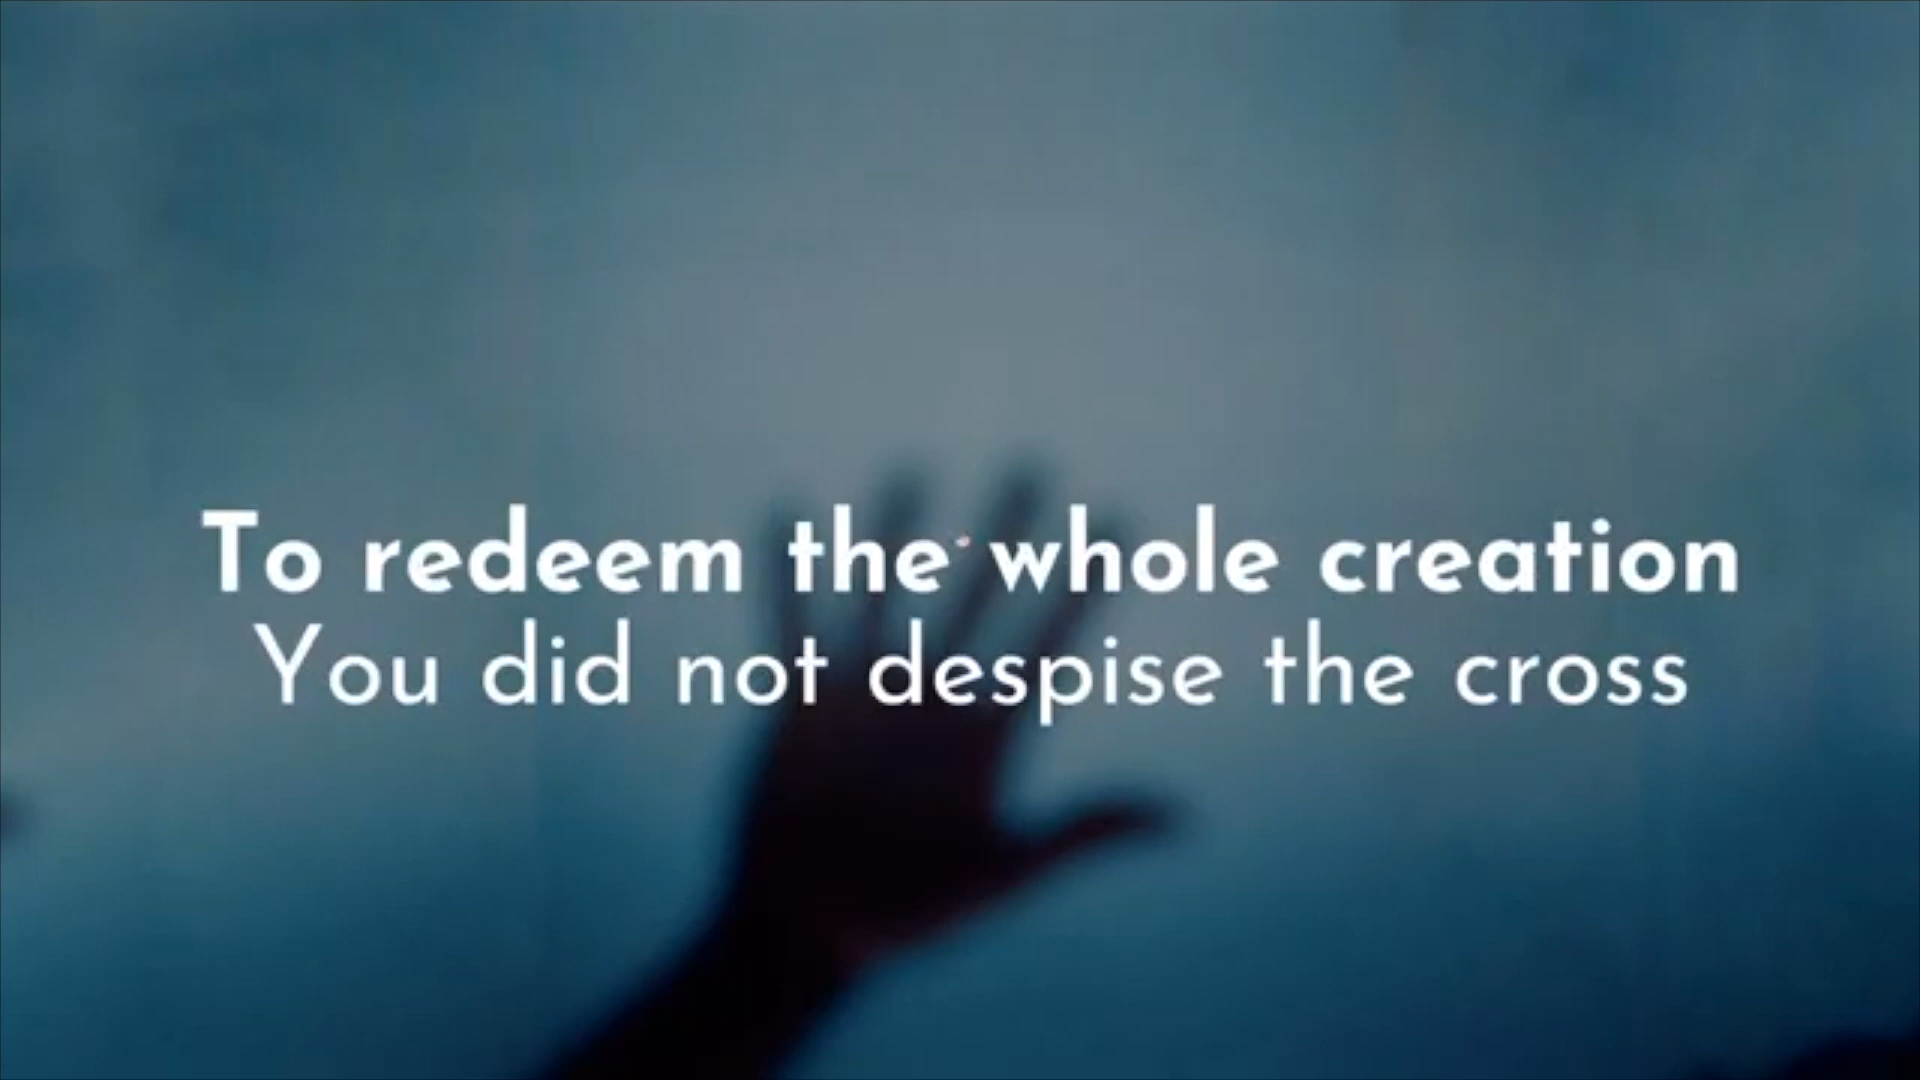 To redeem the whole creation
You did not despise the cross